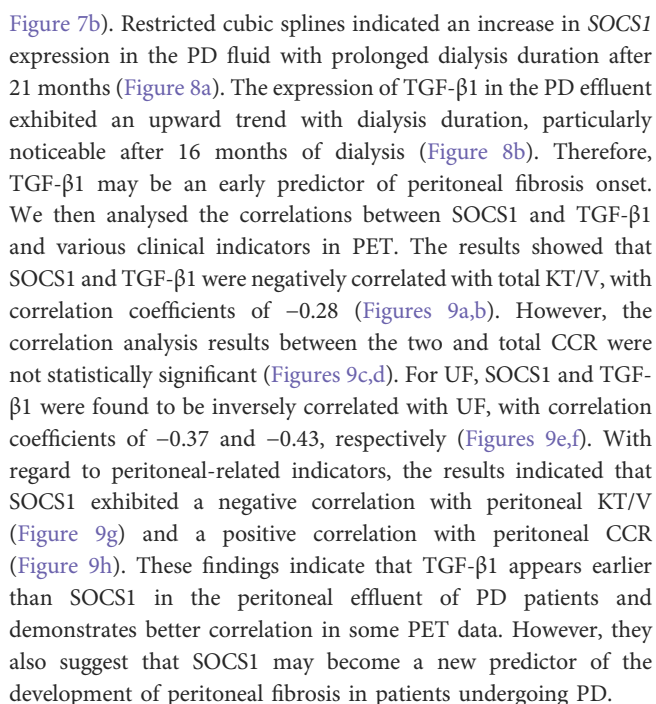 Figure 7b). Restricted cubic splines indicated an increase in SOCS1
expression in the PD fluid with prolonged dialysis duration after
21 months (Figure 8a). The expression of TGF-β1 in the PD effluent
exhibited an upward trend with dialysis duration, particularly
noticeable after 16 months of dialysis (Figure 8b). Therefore,
TGF-β1 may be an early predictor of peritoneal fibrosis onset.
We then analysed the correlations between SOCS1 and TGF-β1
and various clinical indicators in PET. The results showed that
SOCS1 and TGF-β1 were negatively correlated with total KT/V, with
correlation coefficients of −0.28 (Figures 9a,b). However, the
correlation analysis results between the two and total CCR were
not statistically significant (Figures 9c,d). For UF, SOCS1 and TGF-
β1 were found to be inversely correlated with UF, with correlation
coefficients of −0.37 and −0.43, respectively (Figures 9e,f). With
regard to peritoneal-related indicators, the results indicated that
SOCS1 exhibited a negative correlation with peritoneal KT/V
(Figure 9g) and a positive correlation with peritoneal CCR
(Figure 9h). These findings indicate that TGF-β1 appears earlier
than SOCS1 in the peritoneal effluent of PD patients and
demonstrates better correlation in some PET data. However, they
also suggest that SOCS1 may become a new predictor of the
development of peritoneal fibrosis in patients undergoing PD.